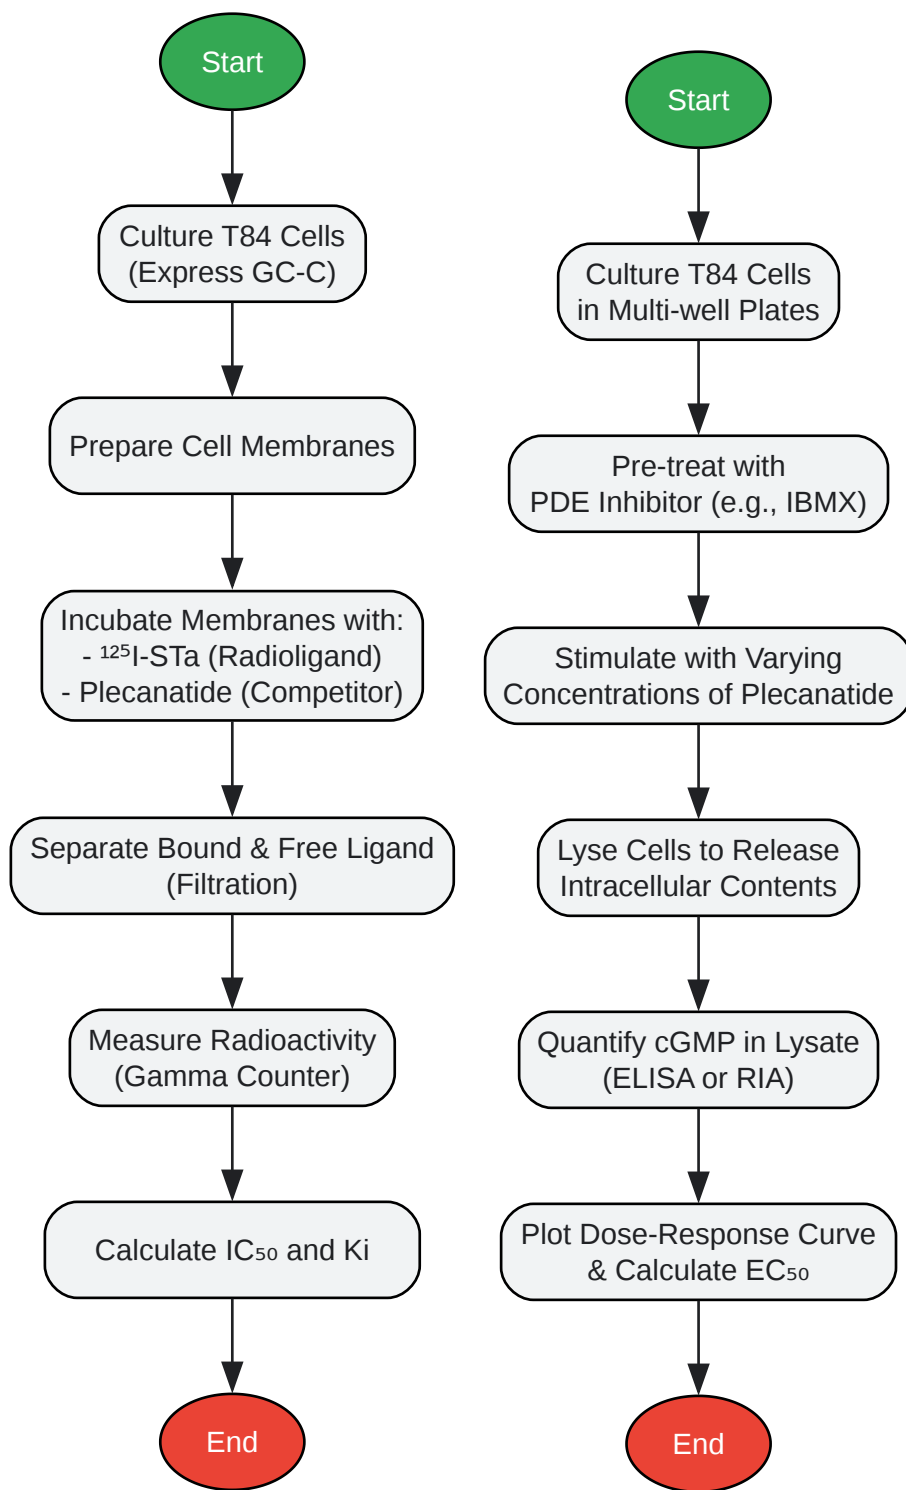 Start
Culture T84 Cells
(Express GC-C)
Prepare Cell Membranes
Incubate Membranes with:
- ¹²⁵I-STa (Radioligand)
- Plecanatide (Competitor)
Separate Bound & Free Ligand
(Filtration)
Measure Radioactivity
(Gamma Counter)
Calculate IC₅₀ and Ki
End
Start
Culture T84 Cells
in Multi-well Plates
Pre-treat with
PDE Inhibitor (e.g., IBMX)
Stimulate with Varying
Concentrations of Plecanatide
Lyse Cells to Release
Intracellular Contents
Quantify cGMP in Lysate
(ELISA or RIA)
Plot Dose-Response Curve
& Calculate EC₅₀
End